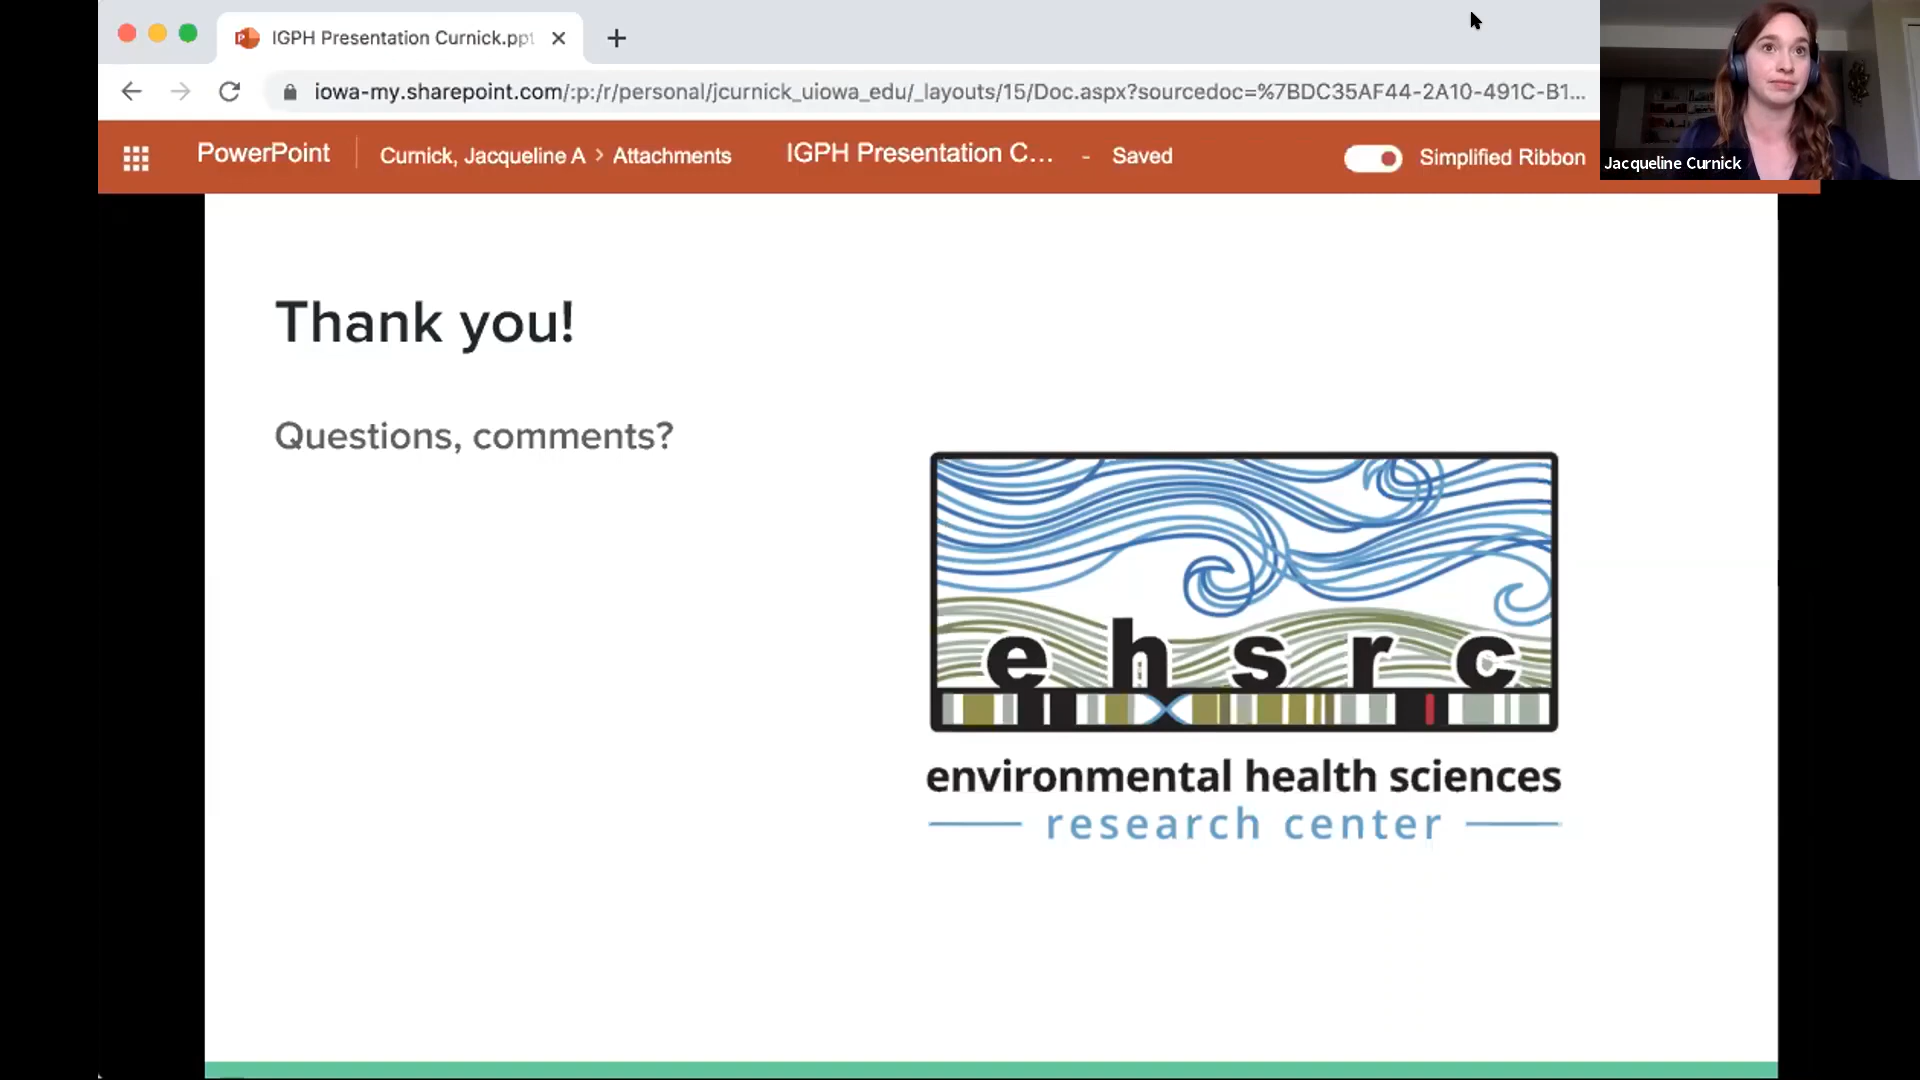 IGPH Presentation Curnick.ppt
iowa-my.sharepoint.com/:p:/r/personal/jcurnick_uiowa_edu/_layouts/15/Doc.aspx?sourcedoc=%7BDC35AF44-2A10-491C-B1...
PowerPoint Curnick, Jacqueline A > Attachments IGPH Presentation C... - Saved Simplified Ribbon
Jacqueline Curnick
Thank you!
Questions, comments?
ehsrc
environmental health sciences
research center